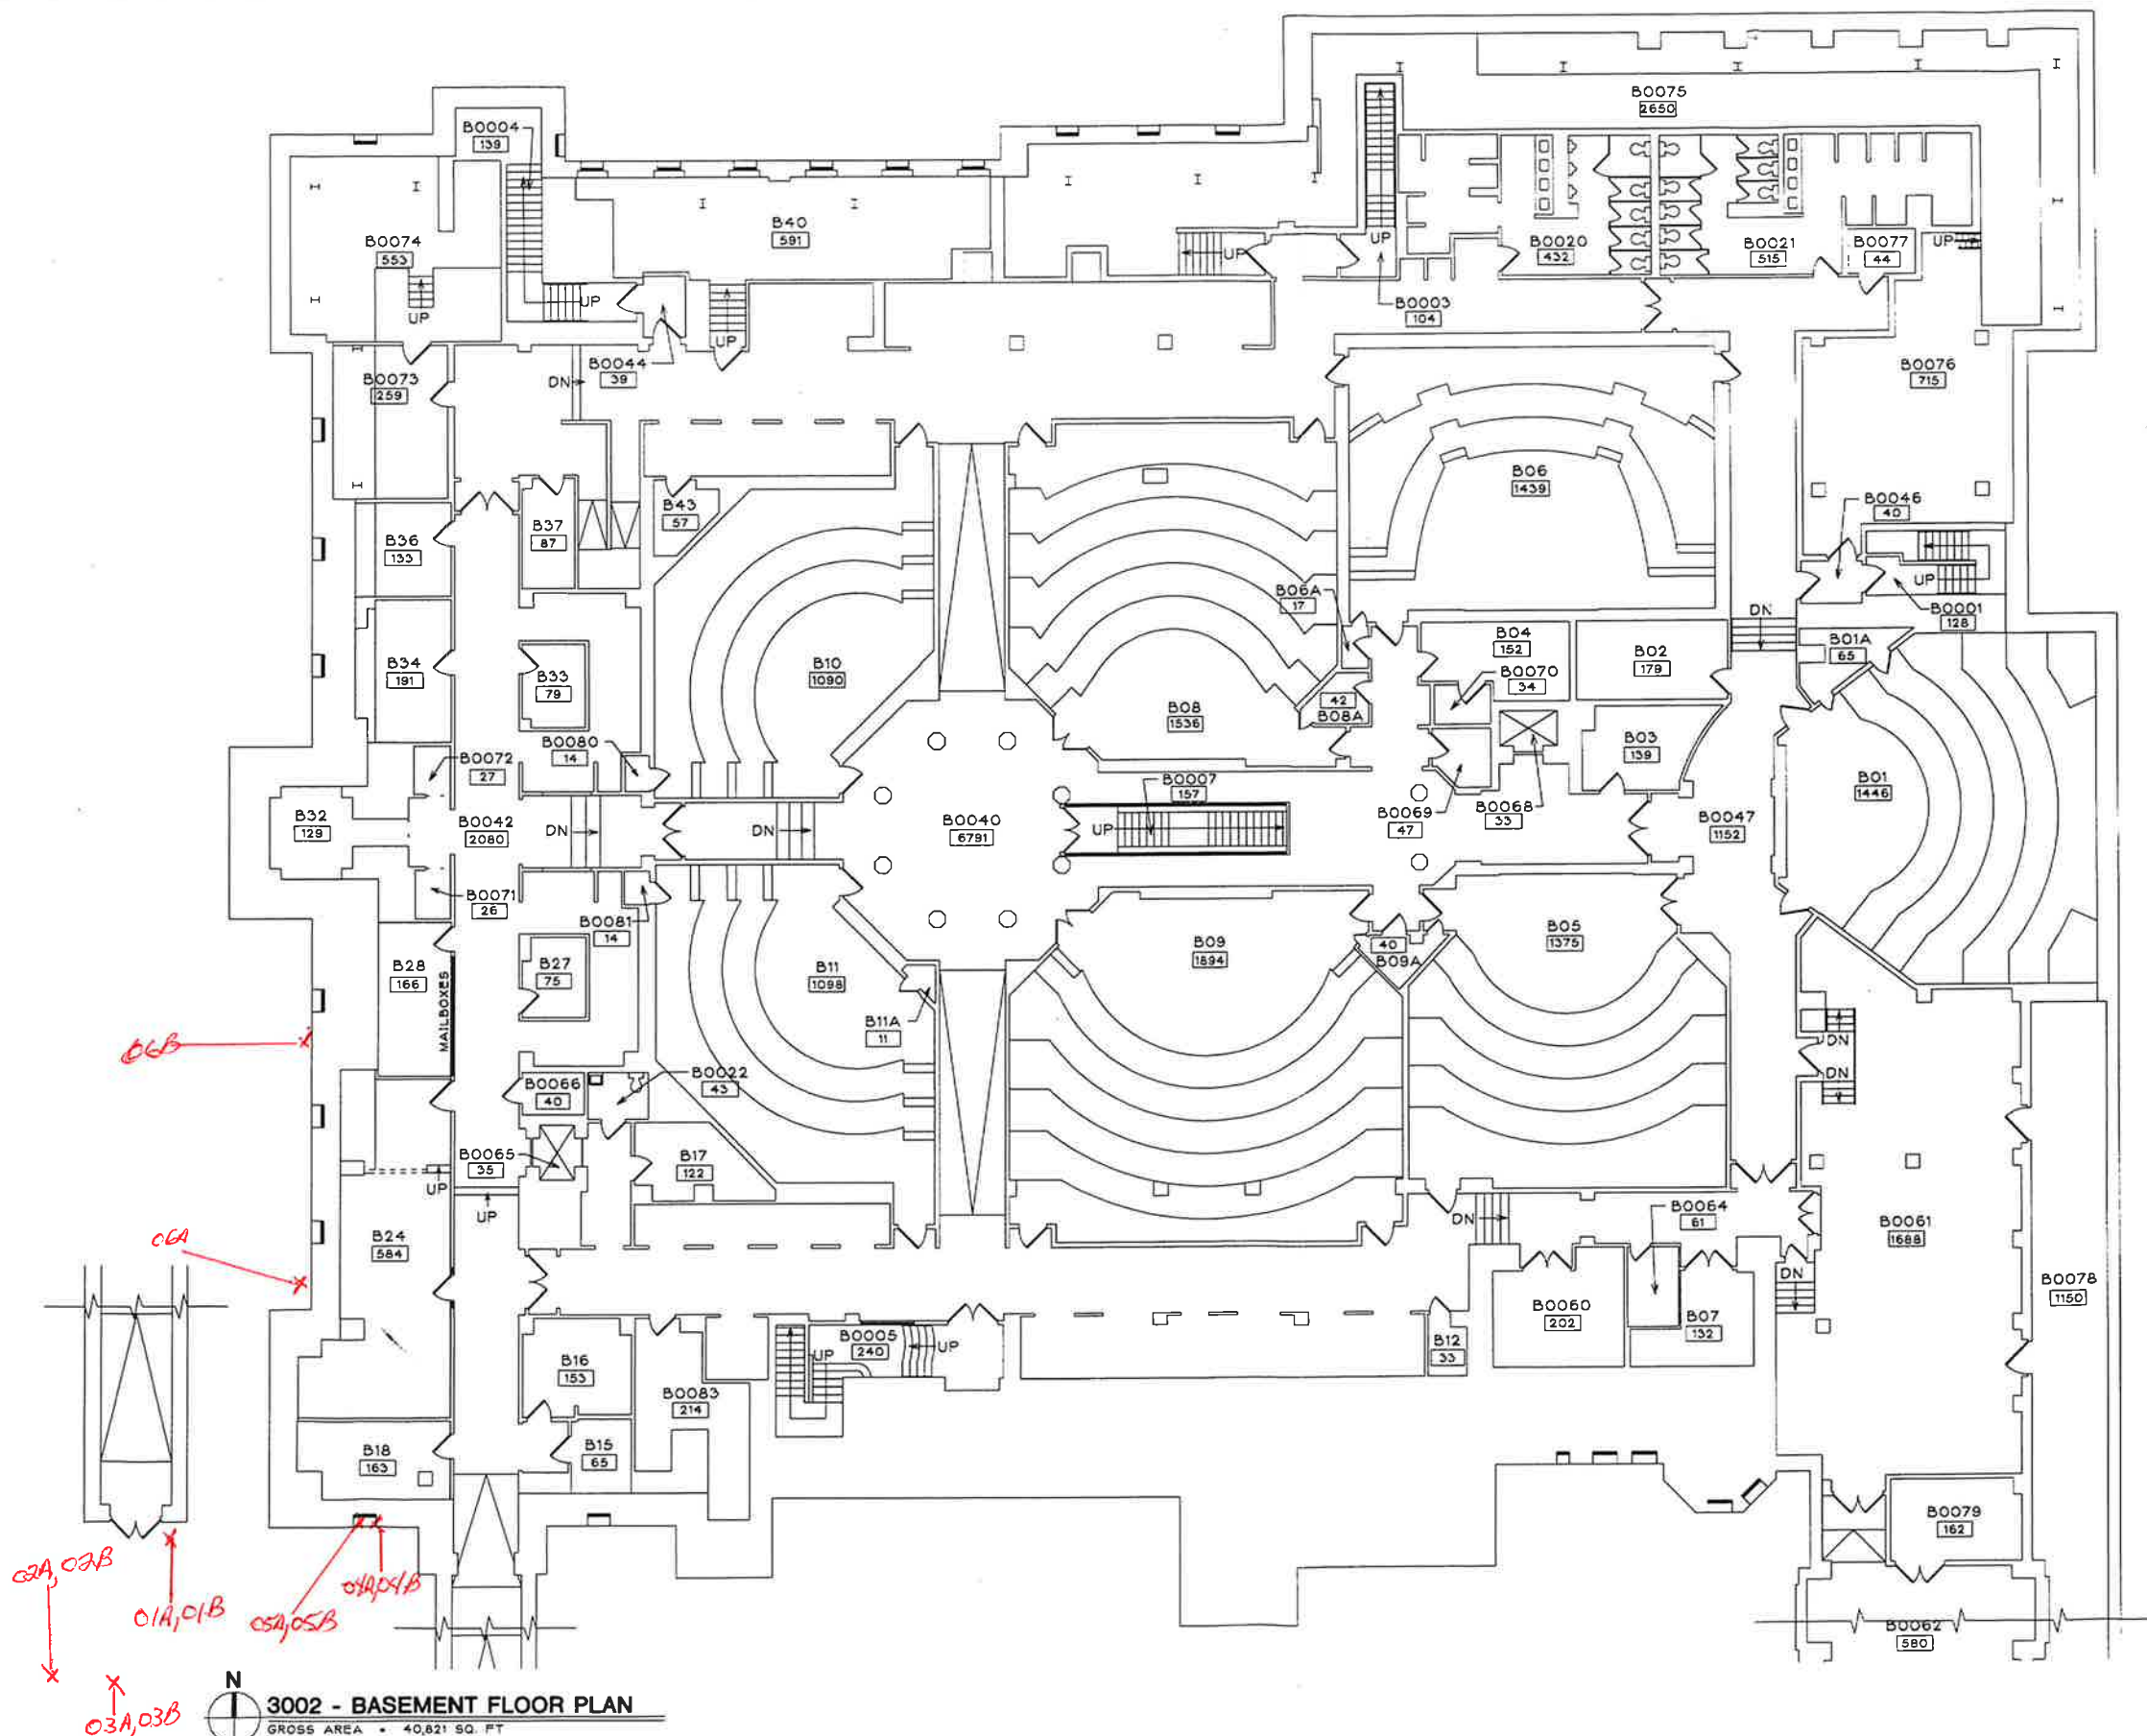 B0075
2650
B0004
139
B40
591
B0074
553
UP
UP
B0020
432
B0021
515
B0077
44
UP
UP
UP
B0003
104
UP
B0044
39
DN
B0073
259
B0076
715
B06
1439
B0046
40
B43
57
B37
87
B36
133
UP
B06A
17
B0001
128
DN
B04
152
B01A
65
B02
179
B0070
34
B10
1090
B34
191
B33
79
42
B08A
B08
1536
B03
139
B0080
14
B0072
27
B0007
157
B01
1446
B0068
33
B0069
47
B32
129
B0042
2080
DN
DN
B0040
6791
UP
B0047
1152
B0071
26
B0081
14
B09
1894
40
B09A
B05
1375
B28
166
MAILBOXES
B27
75
B11
1098
B11A
11
06B
DN
DN
B0022
43
B0066
40
B0065
35
B17
122
UP
UP
DN
B0064
61
B24
584
B0061
1688
06A
DN
B0078
1150
B0060
202
B07
132
B0005
240
UP
UP
B12
33
B16
153
B0083
214
B18
163
B15
65
B0079
162
02A, 02B
04A, 04B
01A, 01B
05A, 05B
B0062
580
N
3002 - BASEMENT FLOOR PLAN
03A, 03B
GROSS AREA = 40,821 SQ. FT